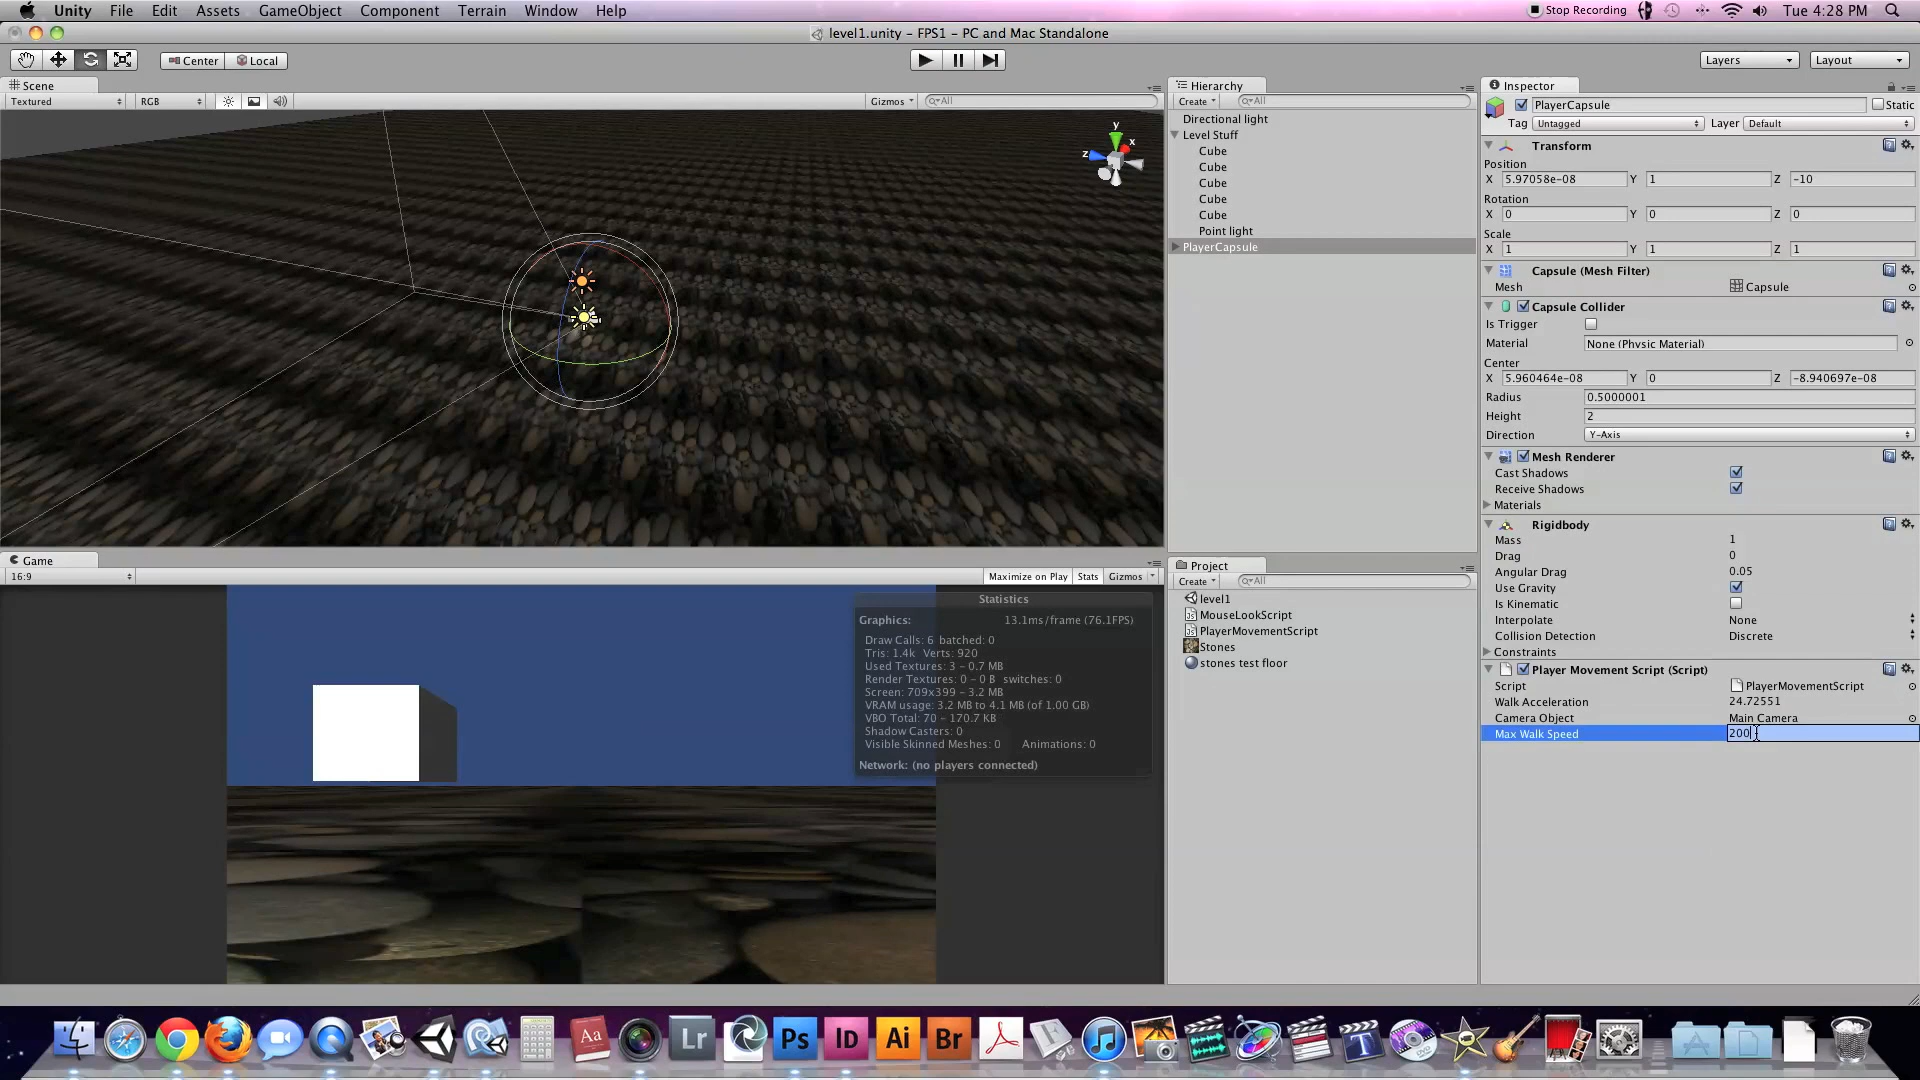 Unity File Edit Assets GameObject Component Terrain Window Help Stop Recording Tue 4:28 PM
level1.unity – FPS1 – PC and Mac Standalone
Center Local Layers Layout
Scene
Textured RGB Gizmos All
Hierarchy
Create All
Directional light
Level Stuff
Cube
Cube
Cube
Cube
Cube
Point light
PlayerCapsule
Inspector
PlayerCapsule Static
Tag Untagged Layer Default
Transform
Position
X 5.97058e-08 Y 1 Z -10
Rotation
X 0 Y 0 Z 0
Scale
X 1 Y 1 Z 1
Capsule (Mesh Filter)
Mesh Capsule
Capsule Collider
Is Trigger
Material None (Physic Material)
Center
X 5.960464e-08 Y 0 Z -8.940697e-08
Radius 0.5000001
Height 2
Direction Y-Axis
Mesh Renderer
Cast Shadows
Receive Shadows
Materials
Rigidbody
Mass 1
Drag 0
Angular Drag 0.05
Use Gravity
Is Kinematic
Interpolate None
Collision Detection Discrete
Constraints
Player Movement Script (Script)
Script PlayerMovementScript
Walk Acceleration 24.72551
Camera Object Main Camera
Max Walk Speed 200
y
x
z
Game
16:9 Maximize on Play Stats Gizmos
Statistics
Graphics: 13.1ms/frame (76.1FPS)
Draw Calls: 6 batched: 0
Tris: 1.4k Verts: 920
Used Textures: 3 – 0.7 MB
Render Textures: 0 – 0 B switches: 0
Screen: 709x399 – 3.2 MB
VRAM usage: 3.2 MB to 4.1 MB (of 1.00 GB)
VBO Total: 70 – 170.7 KB
Shadow Casters: 0
Visible Skinned Meshes: 0 Animations: 0
Network: (no players connected)
Project
Create All
level1
MouseLookScript
PlayerMovementScript
Stones
stones test floor
Aa Lr Ps Id Ai Br F T